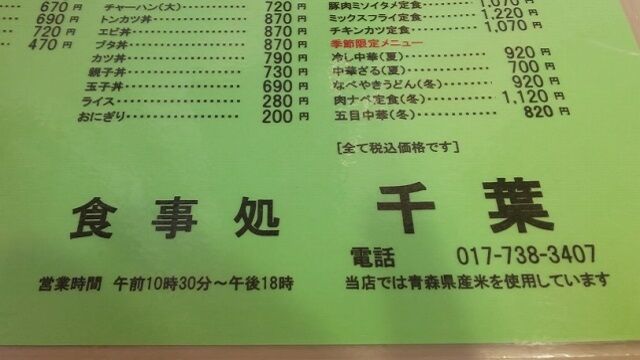 670円
690円
720円
470円
チャーハン(大) 720円
トンカツ丼 870円
エビ丼 870円
ブタ丼 870円
カツ丼 790円
親子丼 730円
玉子丼 690円
ライス 280円
おにぎり 200円
豚肉ミソイタメ定食 1,070円
ミックスフライ定食 1,220円
チキンカツ定食 1,070円
季節限定メニュー
冷し中華(夏) 920円
中華ざる(夏) 700円
なべやきうどん(冬) 920円
肉ナベ定食(冬) 1,120円
五目中華(冬) 820円
[全て税込価格です]
食事処 千葉
電話 017-738-3407
営業時間 午前10時30分～午後18時
当店では青森県産米を使用しています